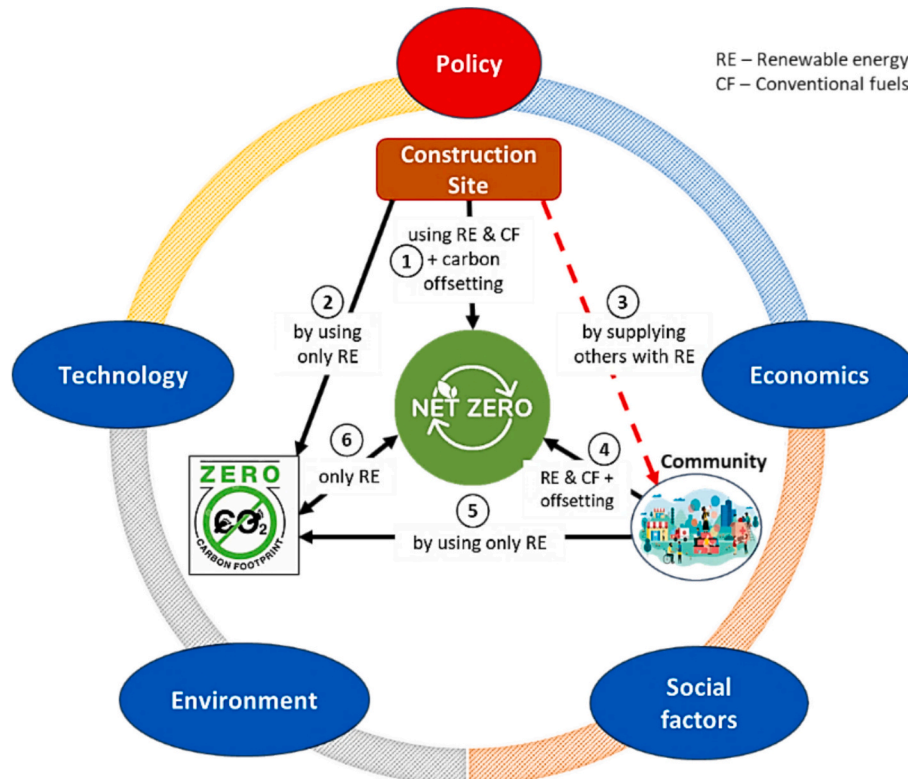 Policy
RE – Renewable energy
CF – Conventional fuels
Construction
Site
using RE & CF
1
+ carbon
offsetting
2
by using
only RE
3
by supplying
others with RE
Technology
Economics
NET ZERO
6
only RE
4
RE & CF +
offsetting
Community
ZERO
CO2
CARBON FOOTPRINT
5
by using only RE
Environment
Social
factors